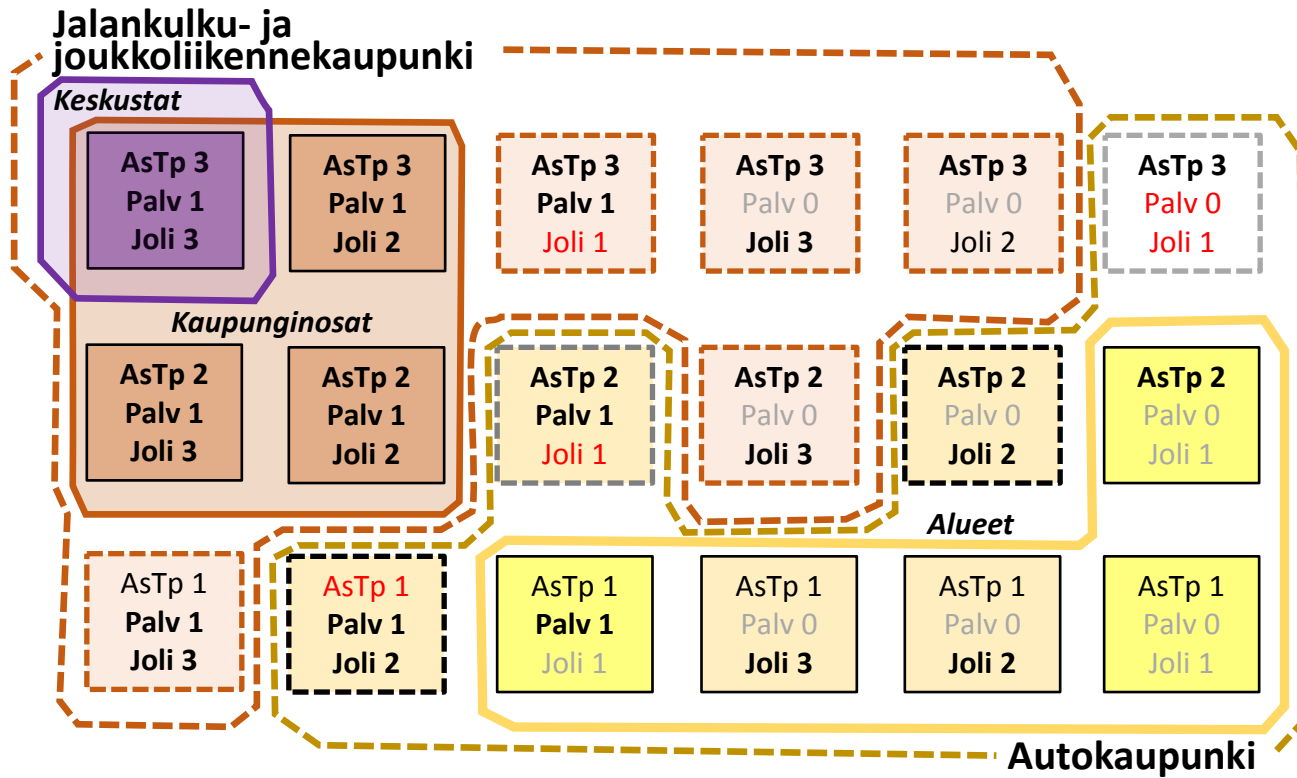 Jalankulku- ja
joukkoliikennekaupunki
Keskustat
AsTp 3
Palv 1
Joli 3
AsTp 3
Palv 1
Joli 2
AsTp 3
Palv 1
Joli 1
AsTp 3
Palv 0
Joli 3
AsTp 3
Palv 0
Joli 2
AsTp 3
Palv 0
Joli 1
Kaupunginosat
AsTp 2
Palv 1
Joli 3
AsTp 2
Palv 1
Joli 2
AsTp 2
Palv 1
Joli 1
AsTp 2
Palv 0
Joli 3
AsTp 2
Palv 0
Joli 2
AsTp 2
Palv 0
Joli 1
Alueet
AsTp 1
Palv 1
Joli 3
AsTp 1
Palv 1
Joli 2
AsTp 1
Palv 1
Joli 1
AsTp 1
Palv 0
Joli 3
AsTp 1
Palv 0
Joli 2
AsTp 1
Palv 0
Joli 1
Autokaupunki